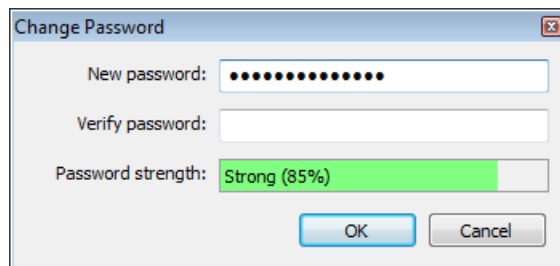 Change Password
New password: ••••••••••••••
Verify password:
Password strength: Strong (85%)
OK Cancel